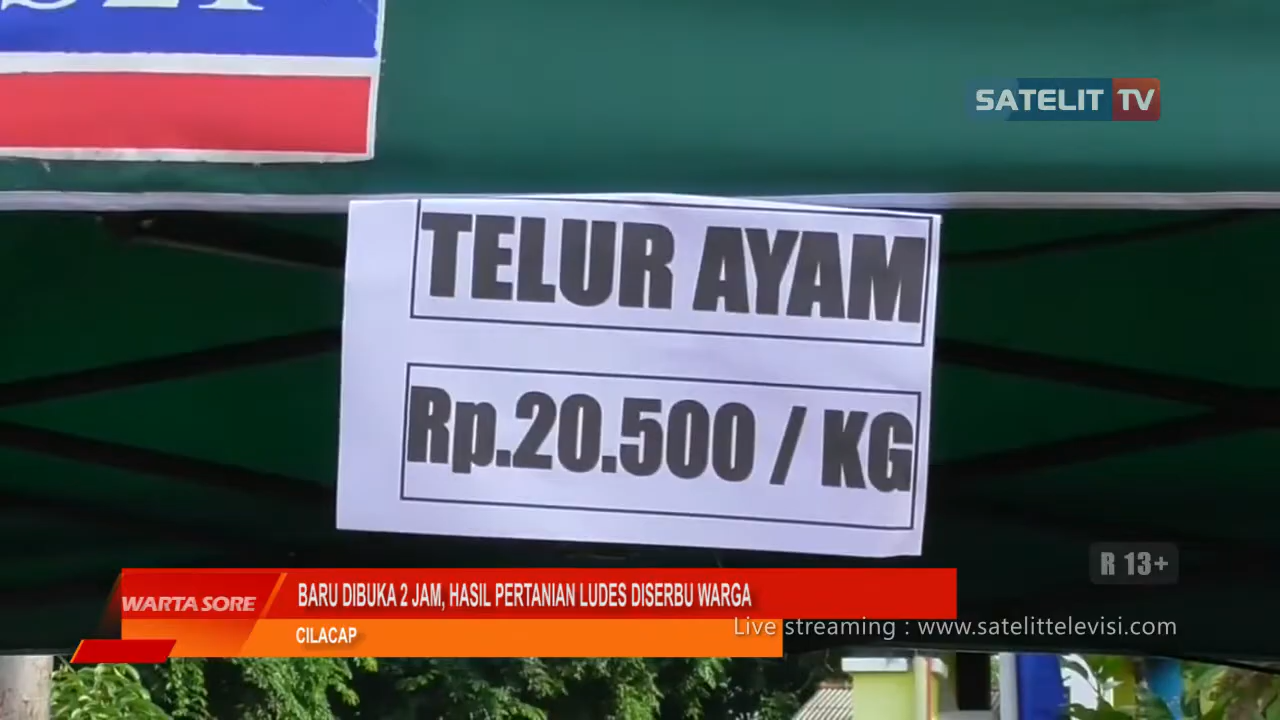 SATELIT TV
TELUR AYAM
Rp.20.500 / KG
R 13+
WARTA SORE
BARU DIBUKA 2 JAM, HASIL PERTANIAN LUDES DISERBU WARGA
CILACAP
Live streaming : www.satelittelevisi.com